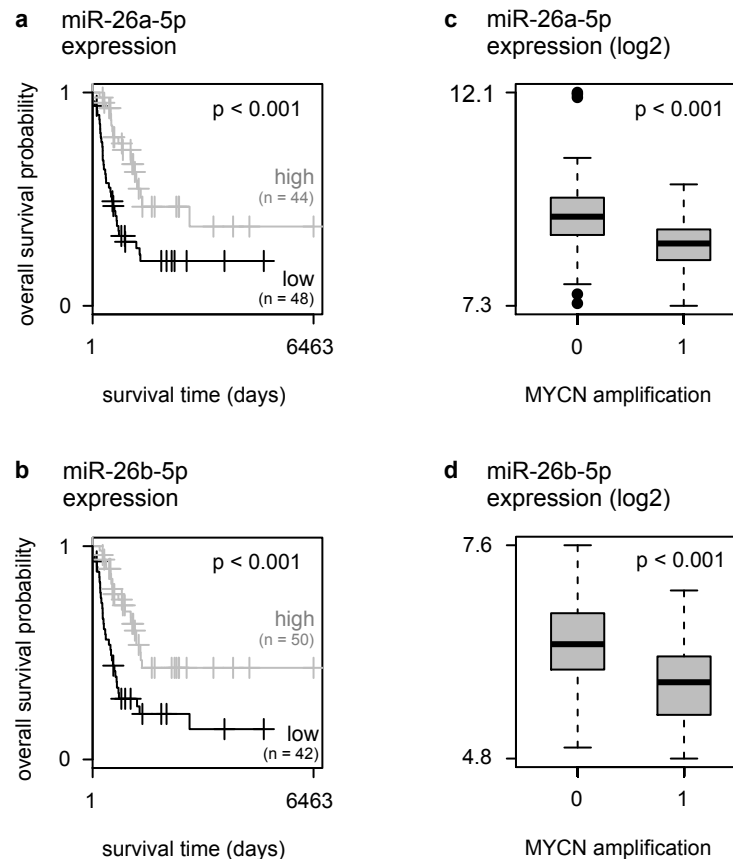 a miR-26a-5p
expression
overall survival probability
1
0
p < 0.001
high
(n = 44)
low
(n = 48)
1 6463
survival time (days)
c miR-26a-5p
expression (log2)
12.1
7.3
p < 0.001
0 1
MYCN amplification
b miR-26b-5p
expression
overall survival probability
1
0
p < 0.001
high
(n = 50)
low
(n = 42)
1 6463
survival time (days)
d miR-26b-5p
expression (log2)
7.6
4.8
p < 0.001
0 1
MYCN amplification